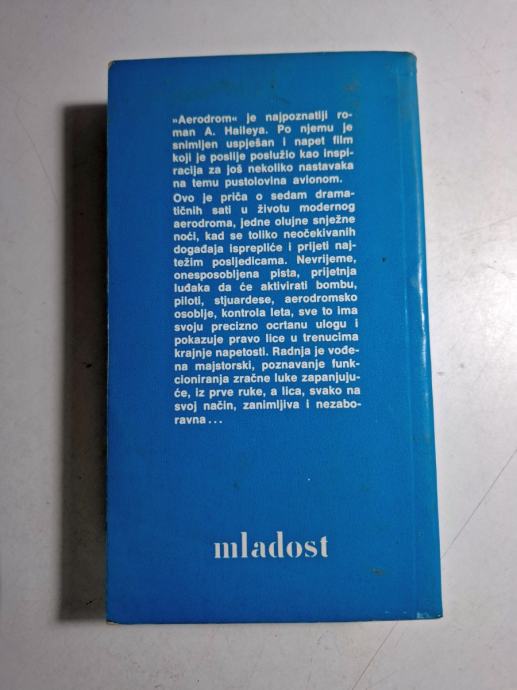 »Aerodrom« je najpoznatiji ro-
man A. Haileya. Po njemu je
snimljen uspješan i napet film
koji je poslije poslužio kao inspi-
racija za još nekoliko nastavaka
na temu pustolovina avionom.
Ovo je priča o sedam drama-
tičnih sati u životu modernog
aerodroma, jedne olujne snježne
noći, kad se toliko neočekivanih
događaja isprepliće i prijeti naj-
težim posljedicama. Nevrijeme,
onesposobljena pista, prijetnja
luđaka da će aktivirati bombu,
piloti, stjuardese, aerodromsko
osoblje, kontrola leta, sve to ima
svoju precizno ocrtanu ulogu i
pokazuje pravo lice u trenucima
krajnje napetosti. Radnja je vođe-
na majstorski, poznavanje funk-
cioniranja zračne luke zapanjuju-
će, iz prve ruke, a lica, svako na
svoj način, zanimljiva i nezabo-
ravna...
mladost